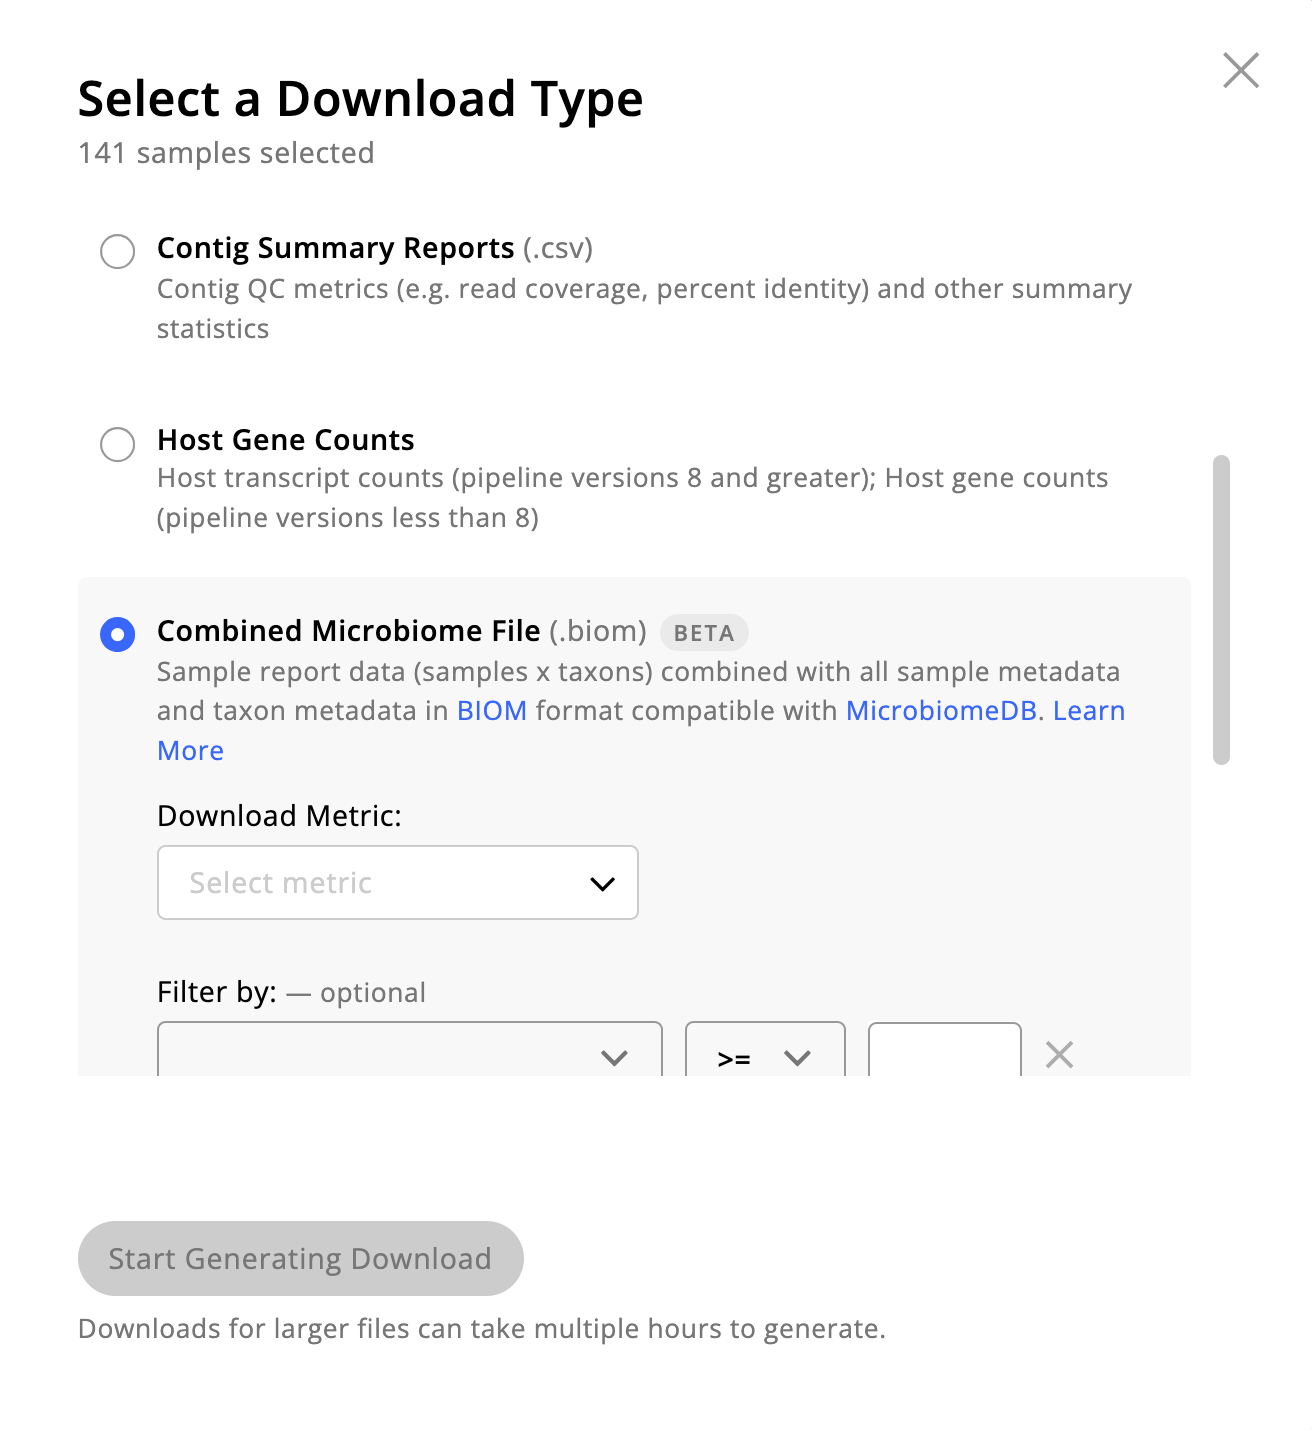 Select a Download Type
141 samples selected
Contig Summary Reports (.csv)
Contig QC metrics (e.g. read coverage, percent identity) and other summary
statistics
Host Gene Counts
Host transcript counts (pipeline versions 8 and greater); Host gene counts
(pipeline versions less than 8)
Combined Microbiome File (.biom) BETA
Sample report data (samples x taxons) combined with all sample metadata
and taxon metadata in BIOM format compatible with MicrobiomeDB. Learn
More
Download Metric:
Select metric
Filter by: — optional
>=
Start Generating Download
Downloads for larger files can take multiple hours to generate.